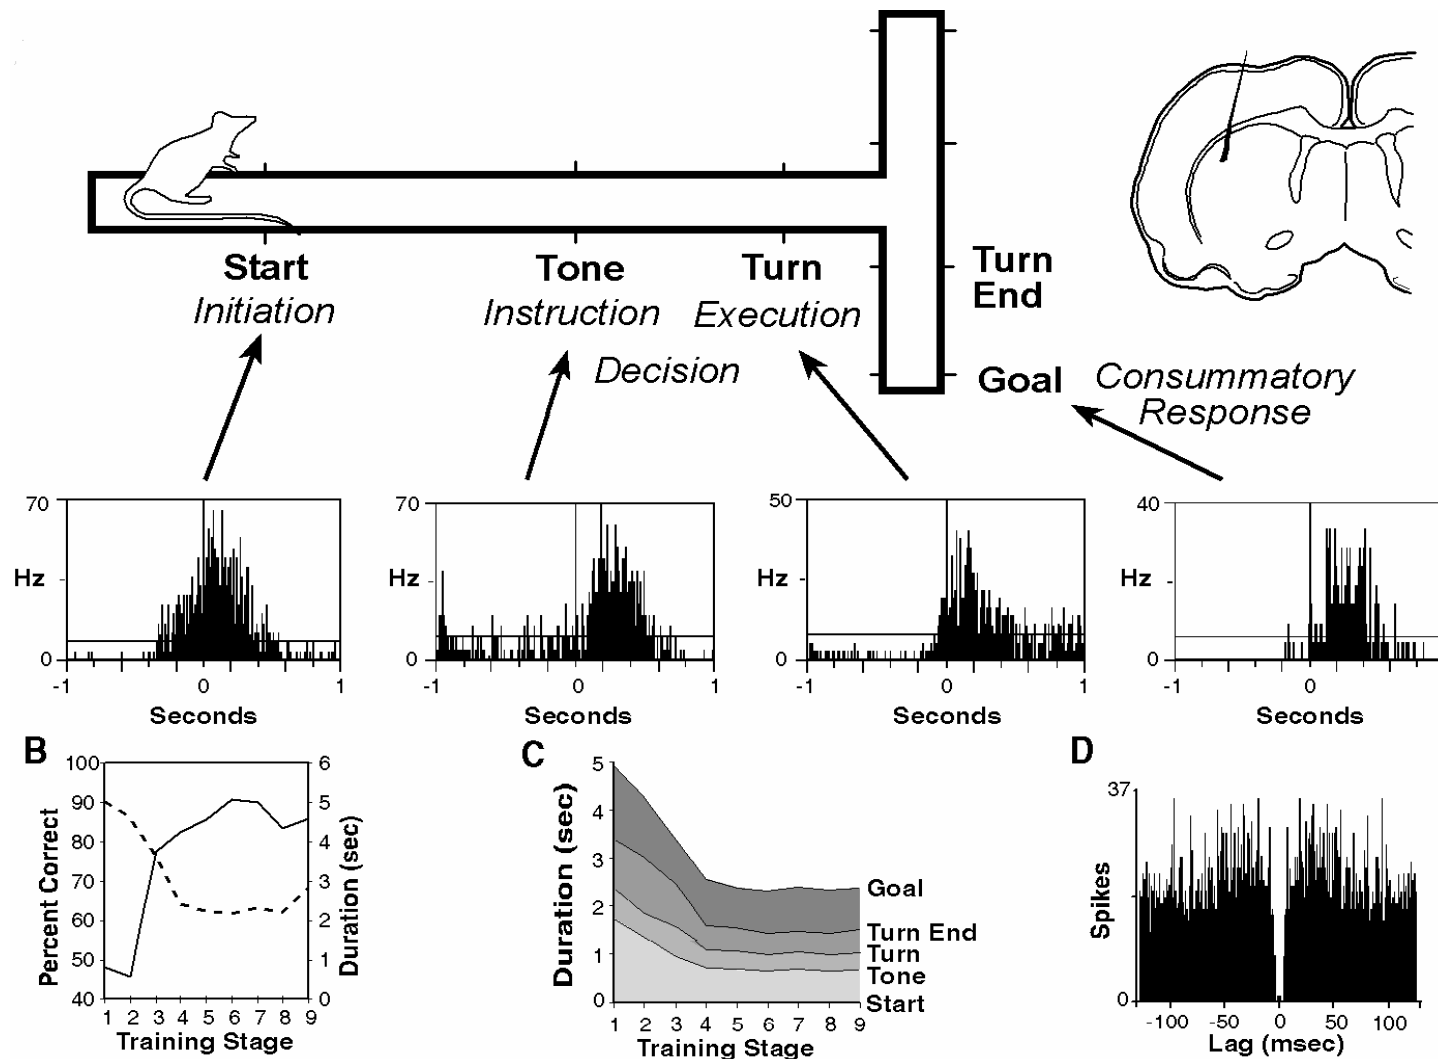 Start
Initiation
Tone
Instruction
Decision
Turn
Execution
Turn
End
Goal
Consummatory
Response
70
Hz
0
-1
0
1
Seconds
70
Hz
0
-1
0
1
Seconds
50
Hz
0
-1
0
1
Seconds
40
Hz
0
-1
0
Seconds
B
100
90
80
70
60
50
40
Percent Correct
6
5
4
3
2
1
0
Duration (sec)
1 2 3 4 5 6 7 8 9
Training Stage
C
5
4
3
2
1
0
Duration (sec)
Goal
Turn End
Turn
Tone
Start
1 2 3 4 5 6 7 8 9
Training Stage
D
37
Spikes
0
-100 -50 0 50 100
Lag (msec)